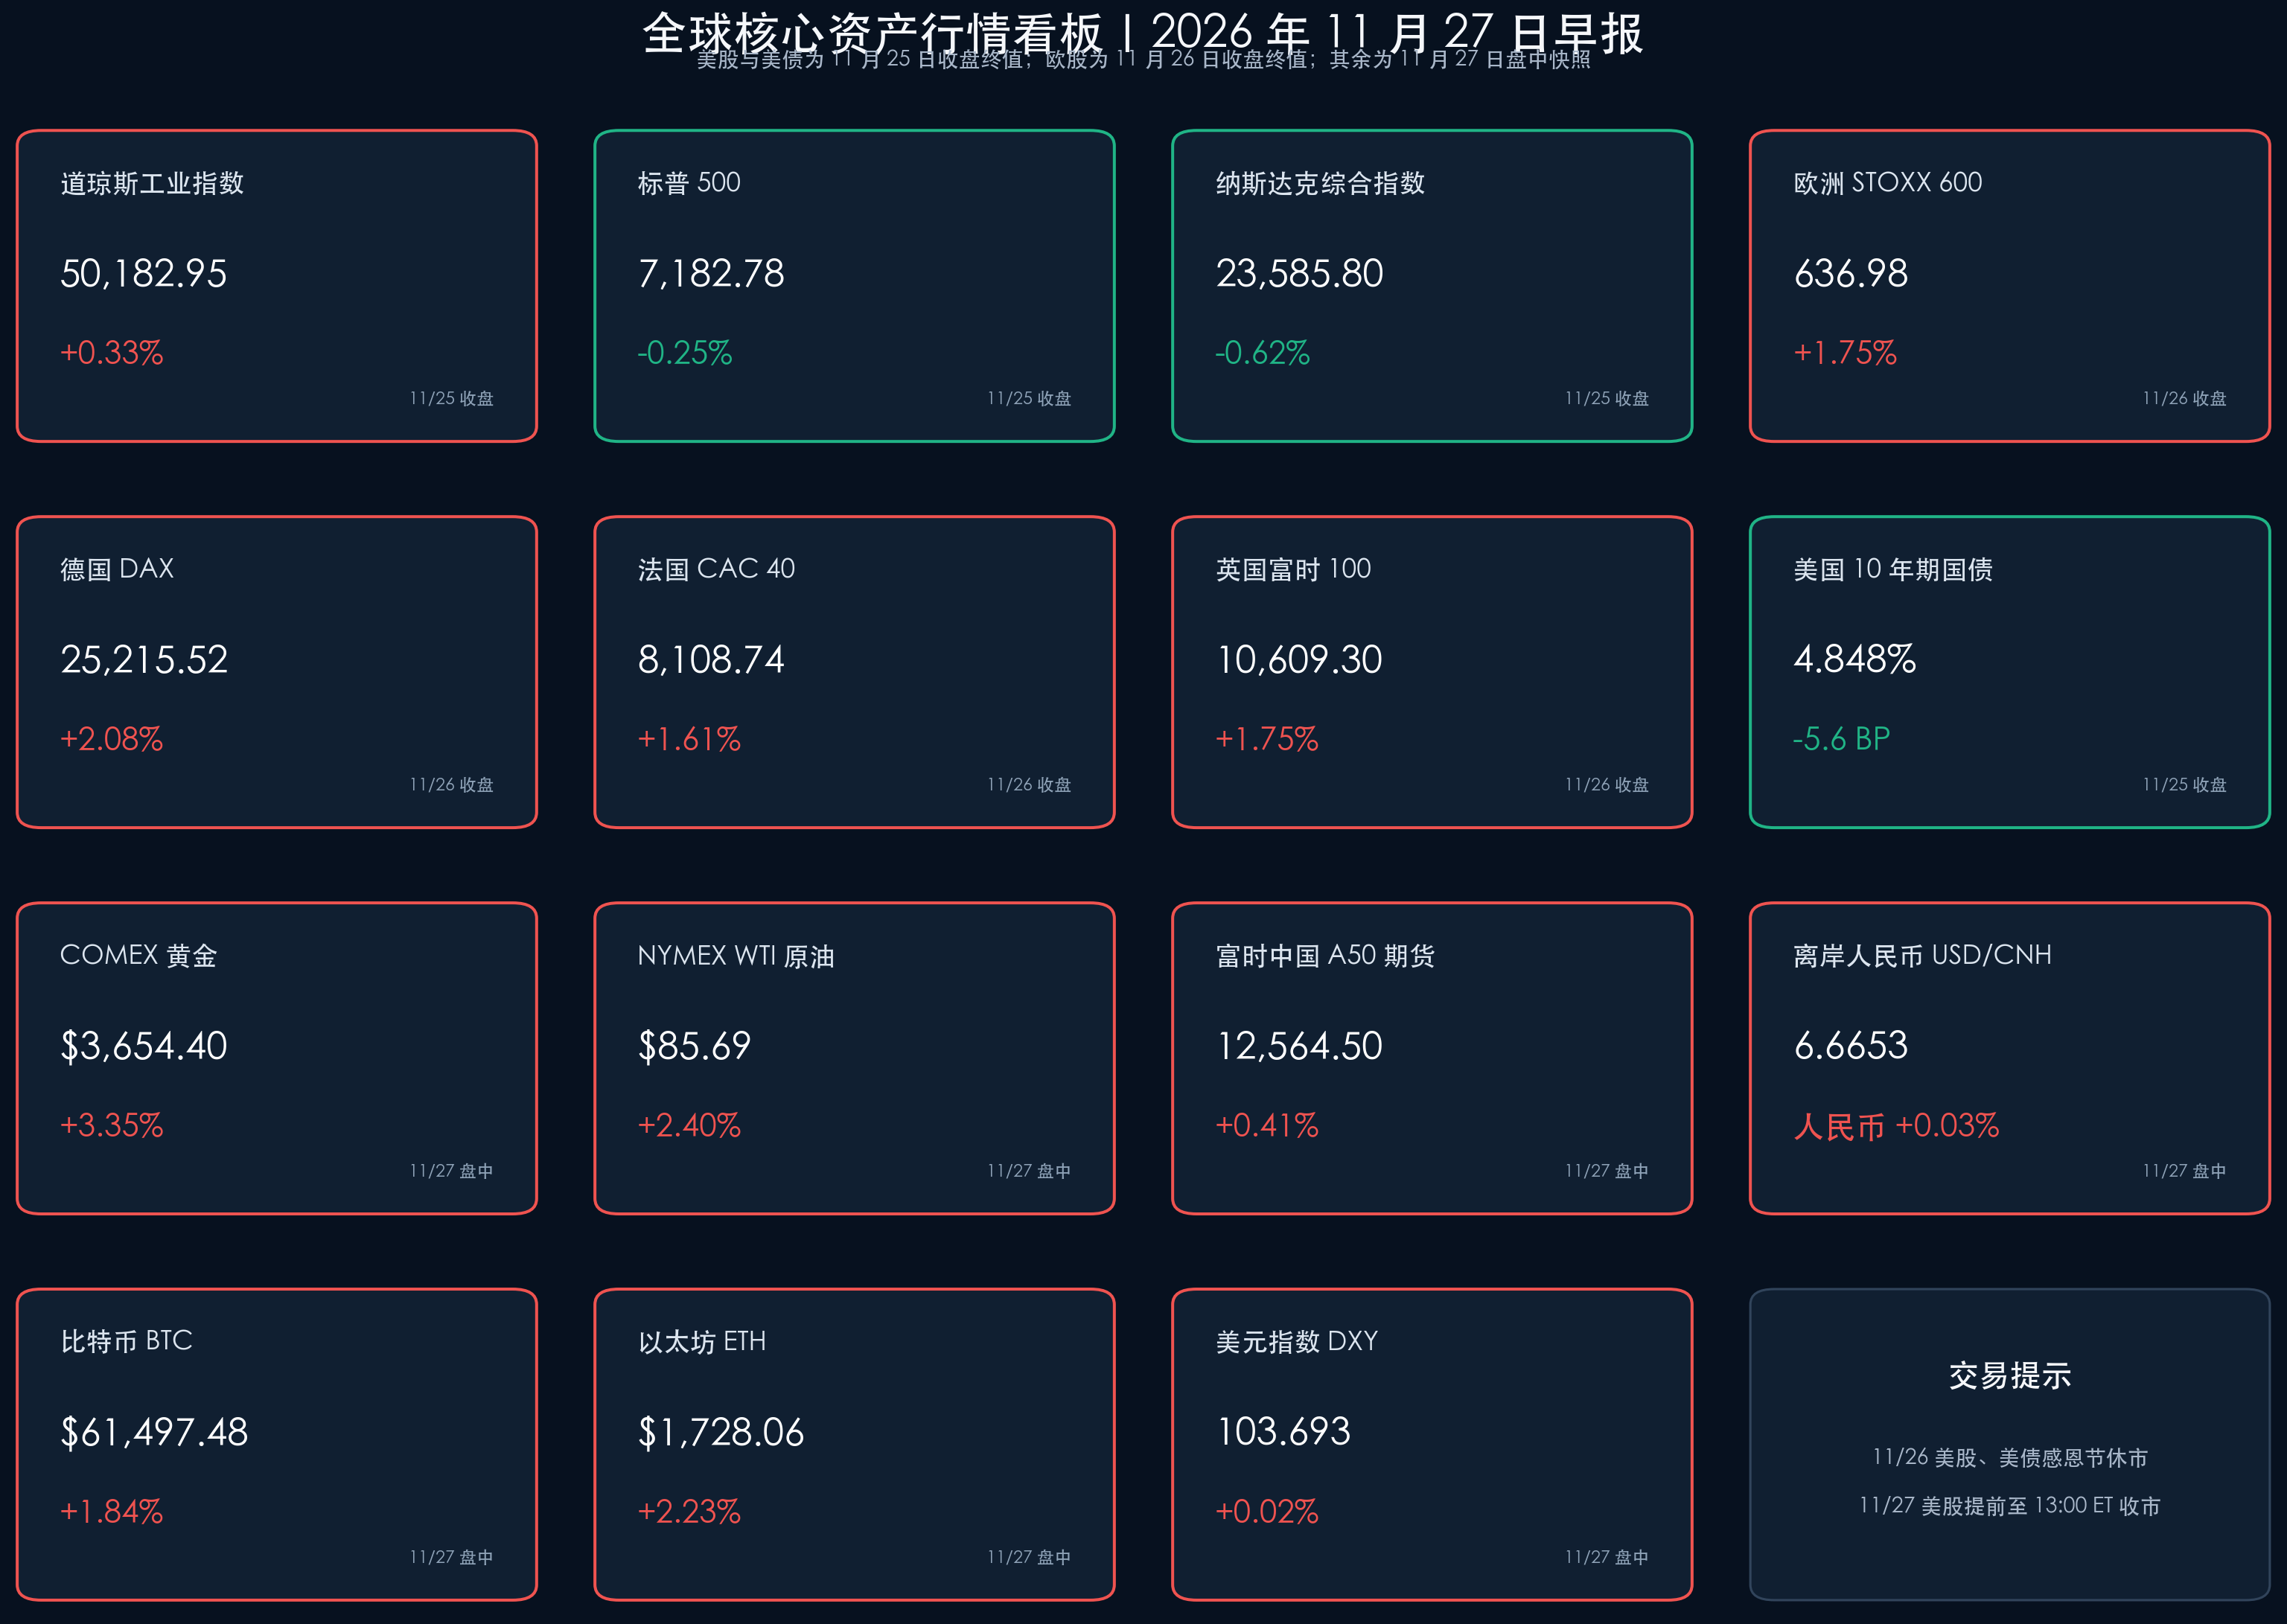 全球核心资产行情看板 | 2026 年 11 月 27 日早报
美股与美债为 11 月 25 日收盘终值；欧股为 11 月 26 日收盘终值；其余为 11 月 27 日盘中快照
道琼斯工业指数
50,182.95
+0.33%
11/25 收盘
标普 500
7,182.78
-0.25%
11/25 收盘
纳斯达克综合指数
23,585.80
-0.62%
11/25 收盘
欧洲 STOXX 600
636.98
+1.75%
11/26 收盘
德国 DAX
25,215.52
+2.08%
11/26 收盘
法国 CAC 40
8,108.74
+1.61%
11/26 收盘
英国富时 100
10,609.30
+1.75%
11/26 收盘
美国 10 年期国债
4.848%
-5.6 BP
11/25 收盘
COMEX 黄金
$3,654.40
+3.35%
11/27 盘中
NYMEX WTI 原油
$85.69
+2.40%
11/27 盘中
富时中国 A50 期货
12,564.50
+0.41%
11/27 盘中
离岸人民币 USD/CNH
6.6653
人民币 +0.03%
11/27 盘中
比特币 BTC
$61,497.48
+1.84%
11/27 盘中
以太坊 ETH
$1,728.06
+2.23%
11/27 盘中
美元指数 DXY
103.693
+0.02%
11/27 盘中
交易提示
11/26 美股、美债感恩节休市
11/27 美股提前至 13:00 ET 收市